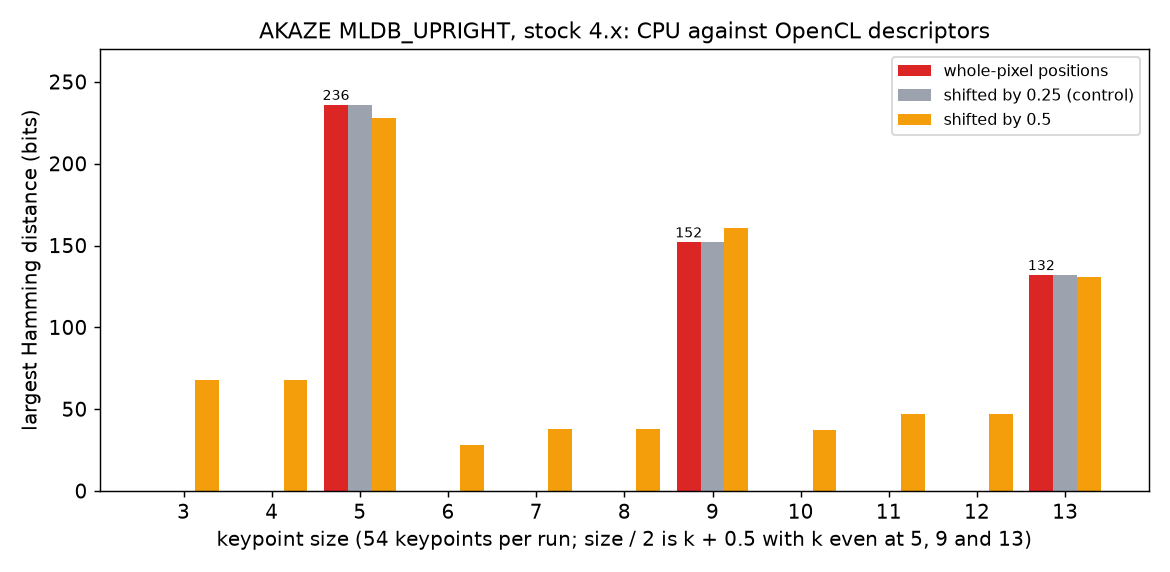 AKAZE MLDB_UPRIGHT, stock 4.x: CPU against OpenCL descriptors
largest Hamming distance (bits)
250
200
150
100
50
0
236
152
132
whole-pixel positions
shifted by 0.25 (control)
shifted by 0.5
3 4 5 6 7 8 9 10 11 12 13
keypoint size (54 keypoints per run; size / 2 is k + 0.5 with k even at 5, 9 and 13)